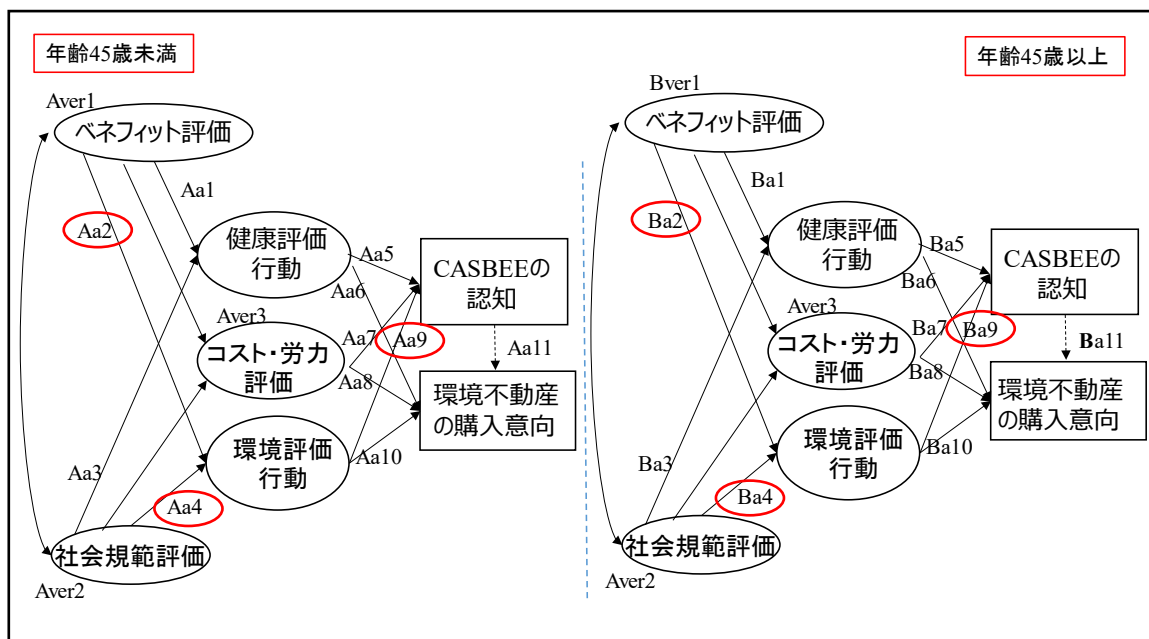 年齢45歳未満
Aver1
ベネフィット評価
Aa1
Aa2
健康評価
行動
Aa5
Aa6
CASBEEの
認知
Aver3
コスト・労力
評価
Aa7
Aa9
Aa8
Aa11
環境不動産
の購入意向
環境評価
行動
Aa10
Aa3
Aa4
社会規範評価
Aver2
年齢45歳以上
Bver1
ベネフィット評価
Ba1
Ba2
健康評価
行動
Ba5
Ba6
CASBEEの
認知
Aver3
コスト・労力
評価
Ba7
Ba9
Ba8
Ba11
環境不動産
の購入意向
環境評価
行動
Ba10
Ba3
Ba4
社会規範評価
Aver2